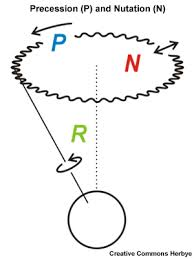 Precession (P) and Nutation (N)
P
N
R
Creative Commons Herbye